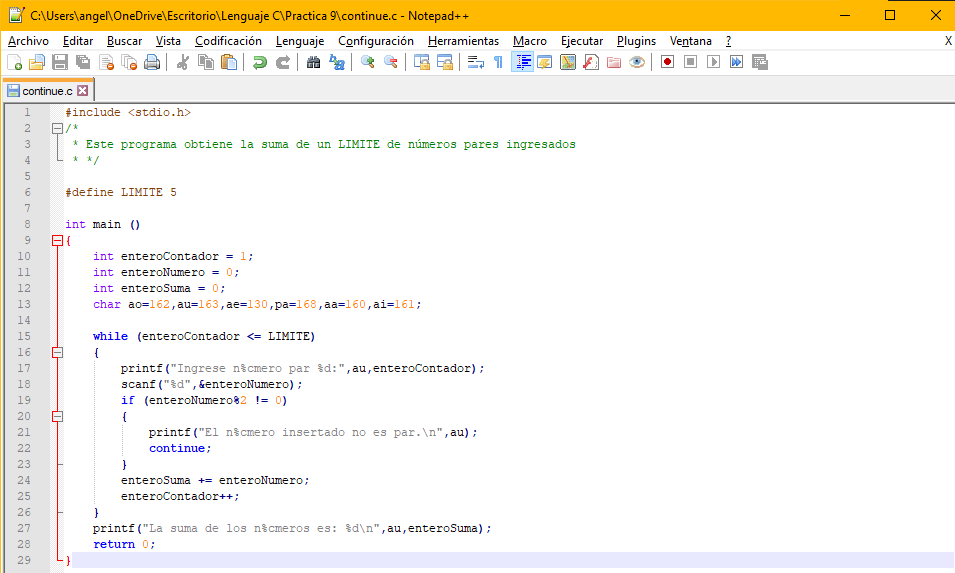 C:\Users\angel\OneDrive\Escritorio\Lenguaje C\Practica 9\continue.c - Notepad++
Archivo Editar Buscar Vista Codificación Lenguaje Configuración Herramientas Macro Ejecutar Plugins Ventana ? X
continue.c
1 #include <stdio.h>
2 /*
3 * Este programa obtiene la suma de un LIMITE de números pares ingresados
4 * */
5
6 #define LIMITE 5
7
8 int main ()
9 {
10 int enteroContador = 1;
11 int enteroNumero = 0;
12 int enteroSuma = 0;
13 char ao=162,au=163,ae=130,pa=168,aa=160,ai=161;
14
15 while (enteroContador <= LIMITE)
16 {
17 printf("Ingrese n%cmero par %d:",au,enteroContador);
18 scanf("%d",&enteroNumero);
19 if (enteroNumero%2 != 0)
20 {
21 printf("El n%cmero insertado no es par.\n",au);
22 continue;
23 }
24 enteroSuma += enteroNumero;
25 enteroContador++;
26 }
27 printf("La suma de los n%cmeros es: %d\n",au,enteroSuma);
28 return 0;
29 }